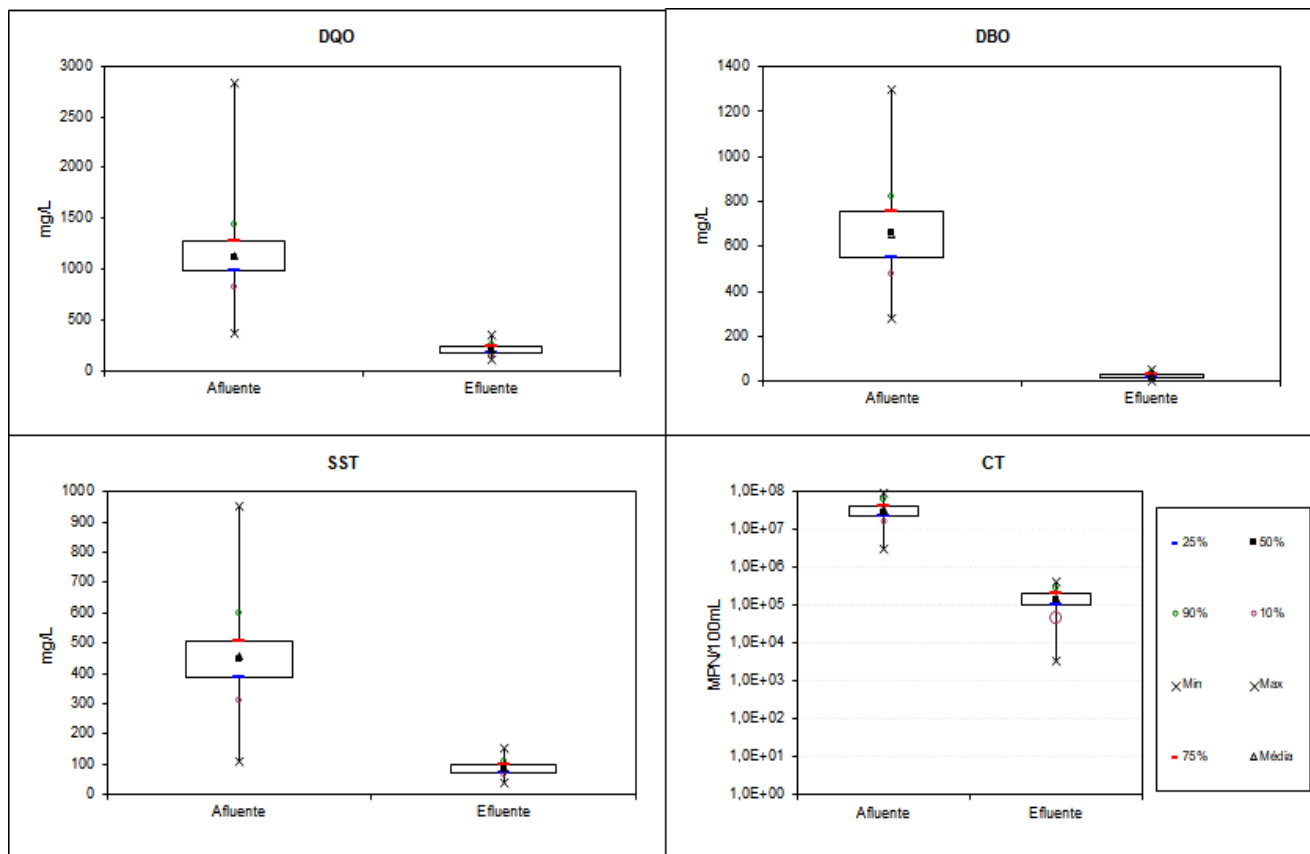 DQO
3000
2500
2000
1500
1000
500
0
mg/L
Afluente Efluente
DBO
1400
1200
1000
800
600
400
200
0
mg/L
Afluente Efluente
SST
1000
900
800
700
600
500
400
300
200
100
0
mg/L
Afluente Efluente
CT
1,0E+08
1,0E+07
1,0E+06
1,0E+05
1,0E+04
1,0E+03
1,0E+02
1,0E+01
1,0E+00
MPN/100mL
Afluente Efluente
25% 50%
90% 10%
Min Max
75% Média